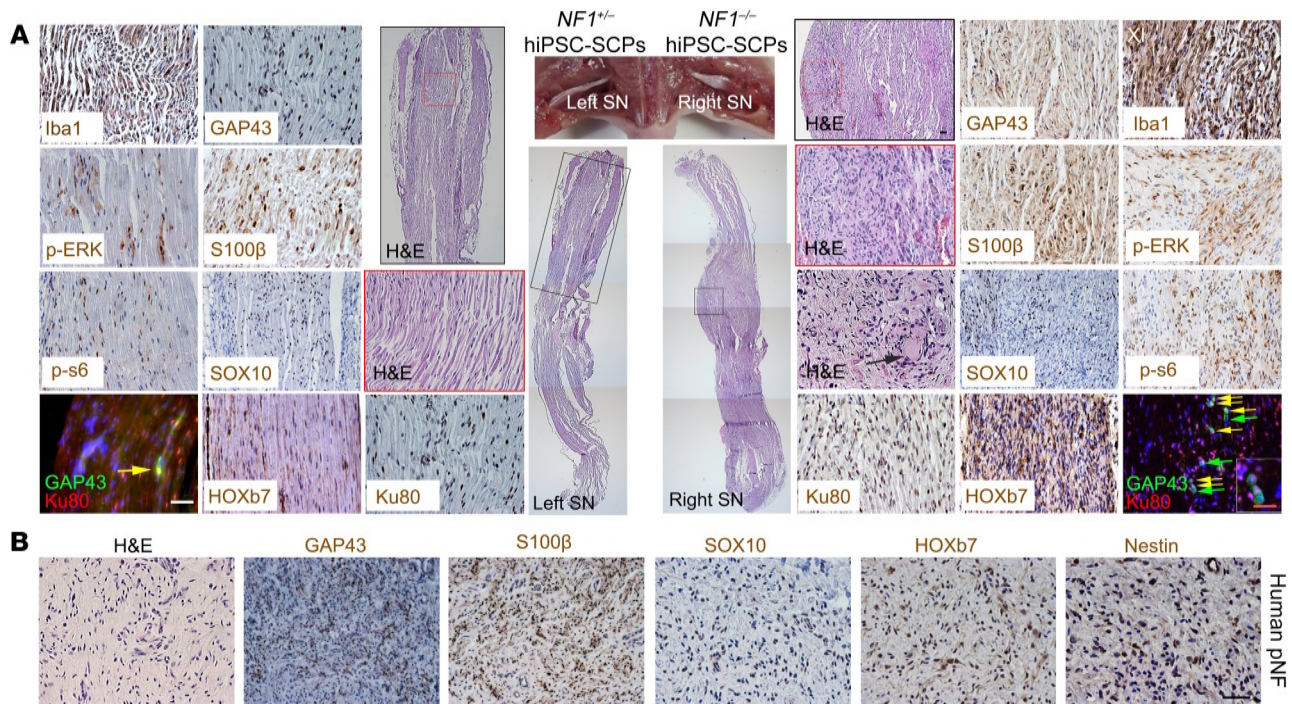 A
NF1+/–
hiPSC-SCPs
NF1–/–
hiPSC-SCPs
Left SN
Right SN
Iba1
GAP43
H&E
p-ERK
S100β
p-s6
SOX10
H&E
GAP43
Ku80
HOXb7
Ku80
Left SN
Right SN
H&E
GAP43
X
Iba1
H&E
S100β
p-ERK
H&E
SOX10
p-s6
Ku80
HOXb7
GAP43
Ku80
B
H&E
GAP43
S100β
SOX10
HOXb7
Nestin
Human pNF